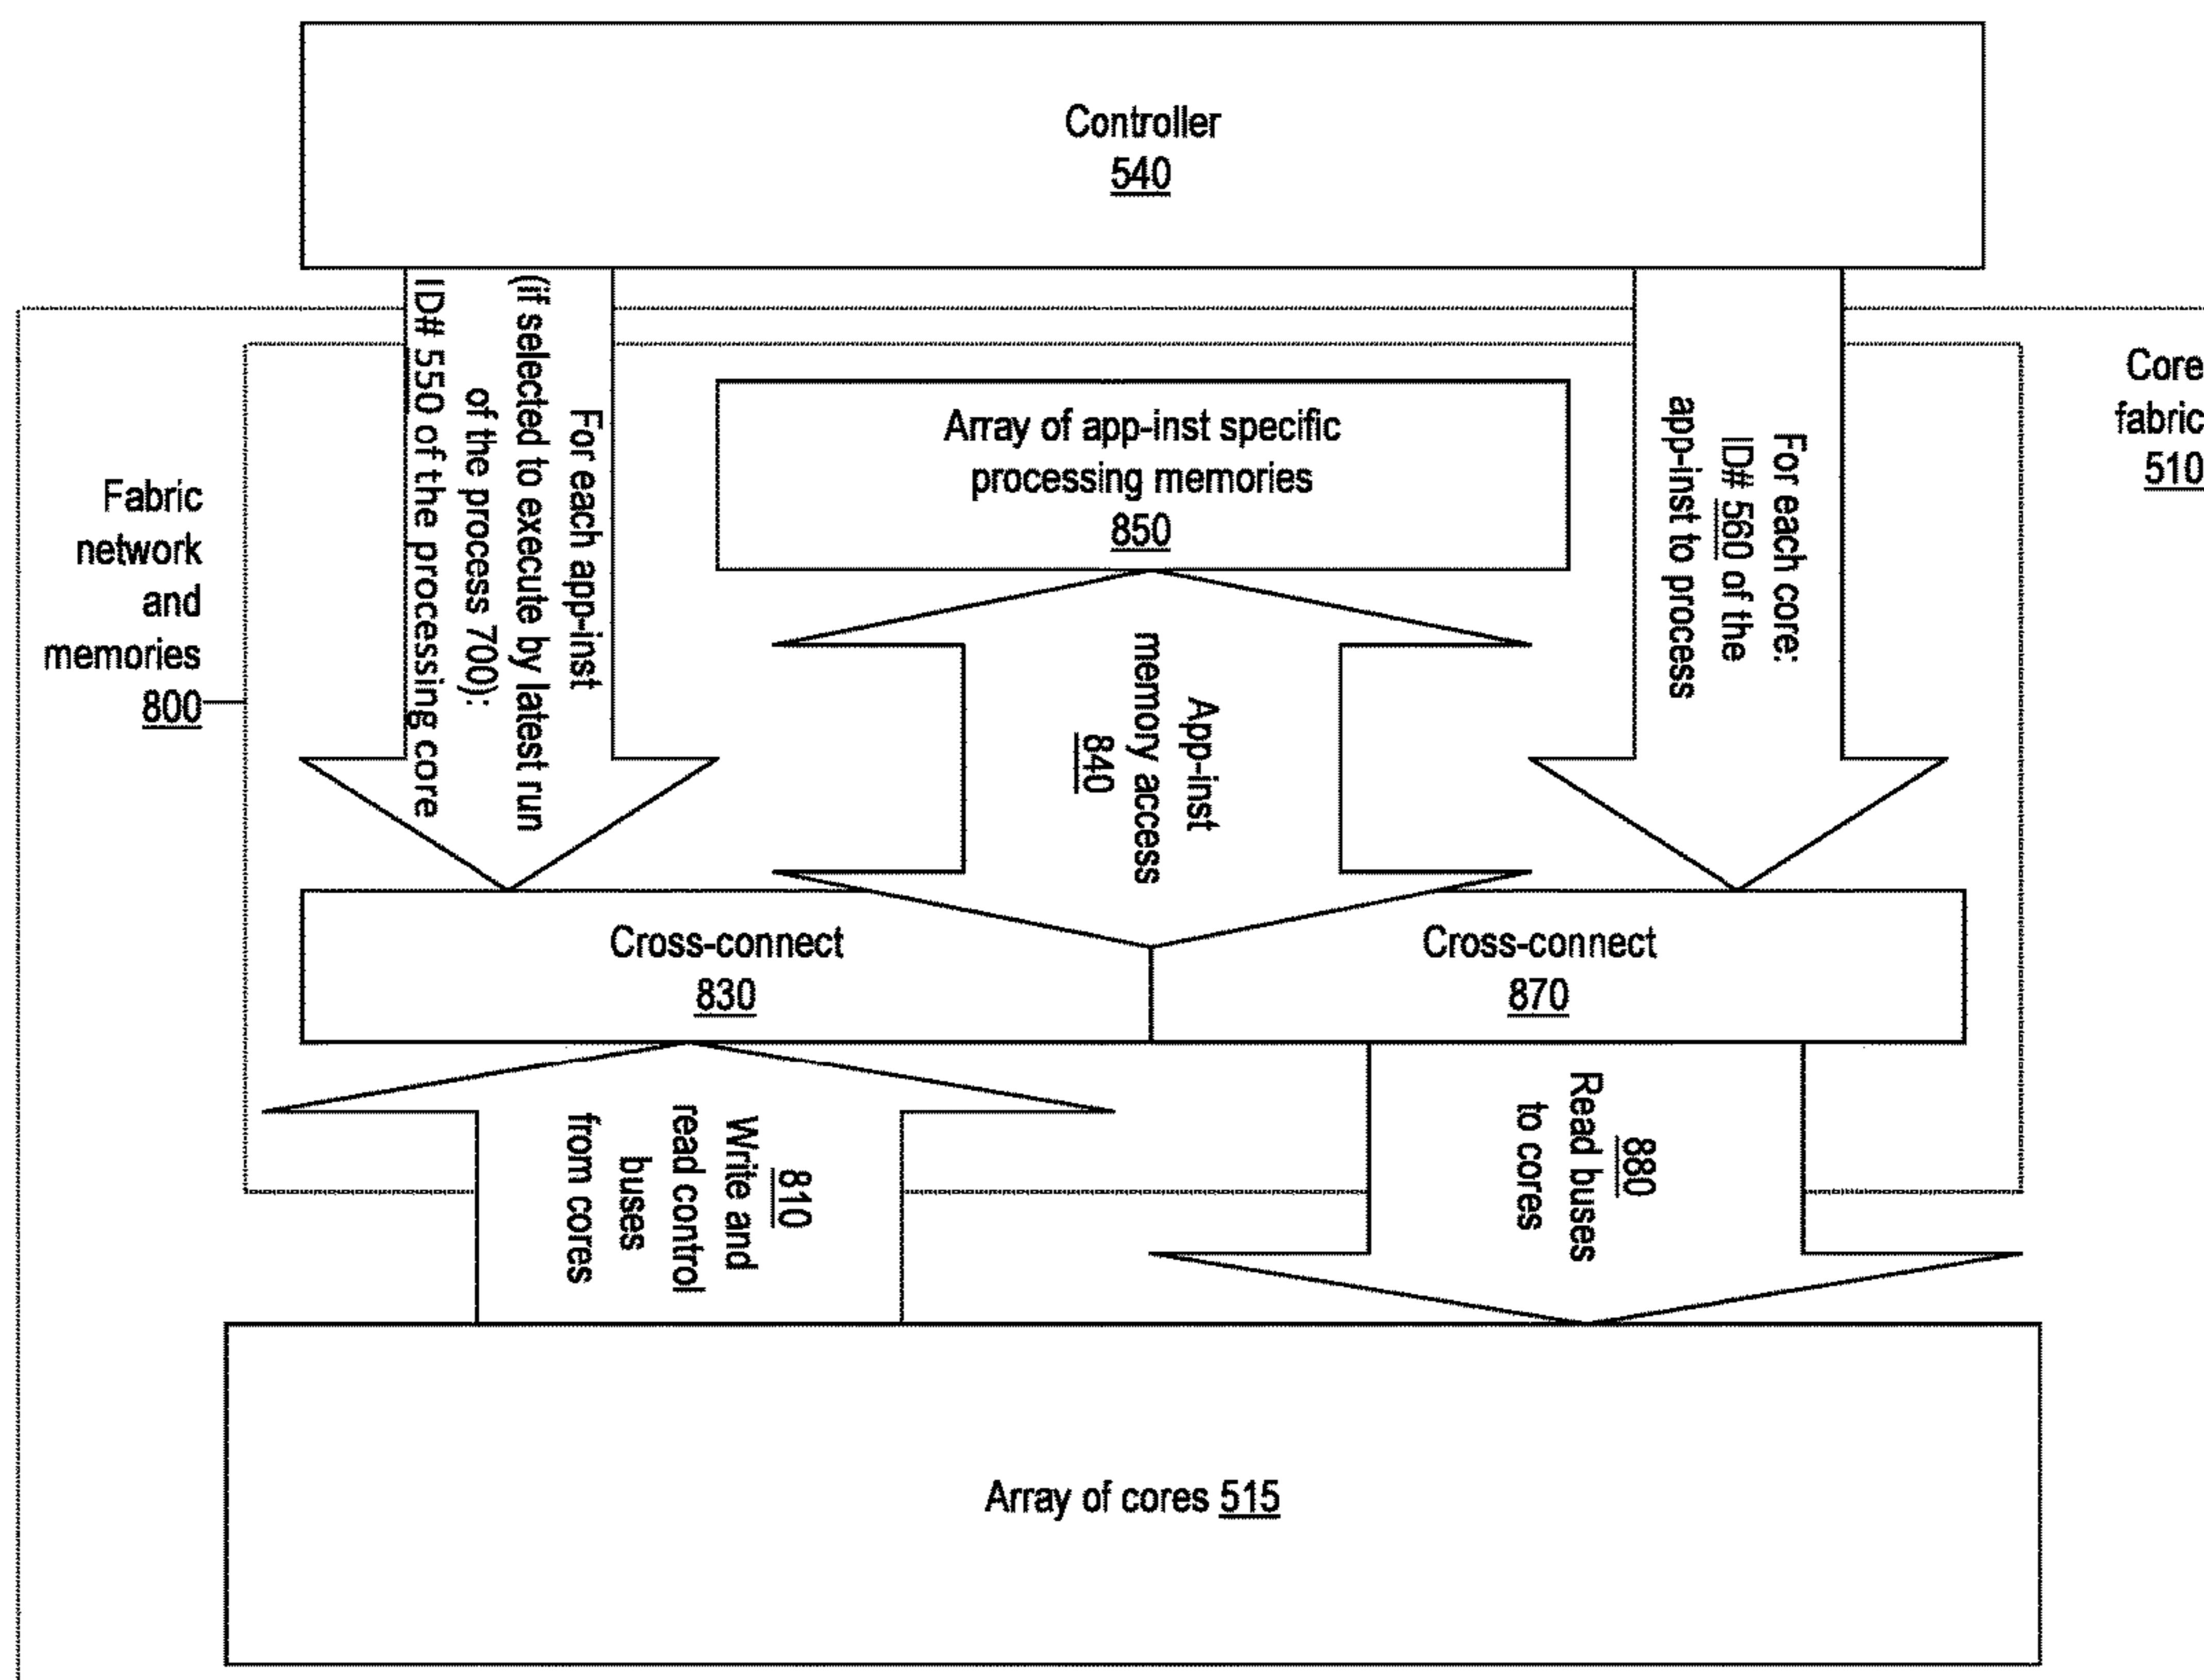 Controller
540
For each app-inst
(if selected to execute by latest run
of the process 700):
ID# 550 of the processing core
For each core:
ID# 560 of the
app-inst to process
Core
fabric
510
Array of app-inst specific
processing memories
850
Fabric
network
and
memories
800
App-inst
memory access
840
Cross-connect
830
Cross-connect
870
810
Write and
read control
buses
from cores
880
Read buses
to cores
Array of cores 515